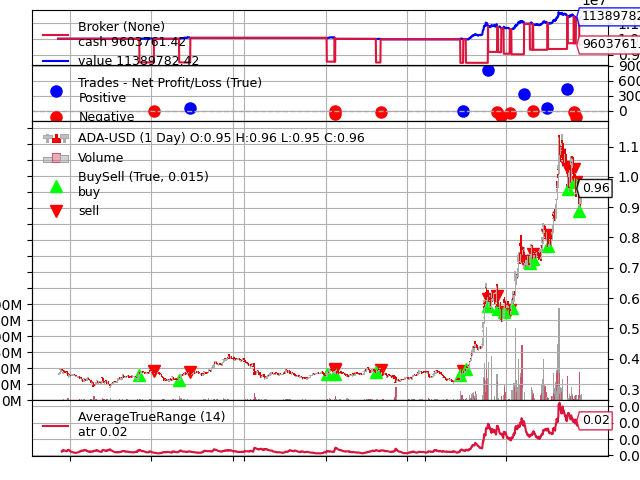 1e7
Broker (None)
cash 9603761.42
value 11389782.42
11389782
9603761.
Trades - Net Profit/Loss (True)
Positive
Negative
900
600
300
0
ADA-USD (1 Day) O:0.95 H:0.96 L:0.95 C:0.96
Volume
BuySell (True, 0.015)
buy
sell
1.1
1.0
0.96
0.9
0.8
0.7
0.6
0.5
0.4
0.3
0M
AverageTrueRange (14)
atr 0.02
0.02
0.0
0.0
0.0